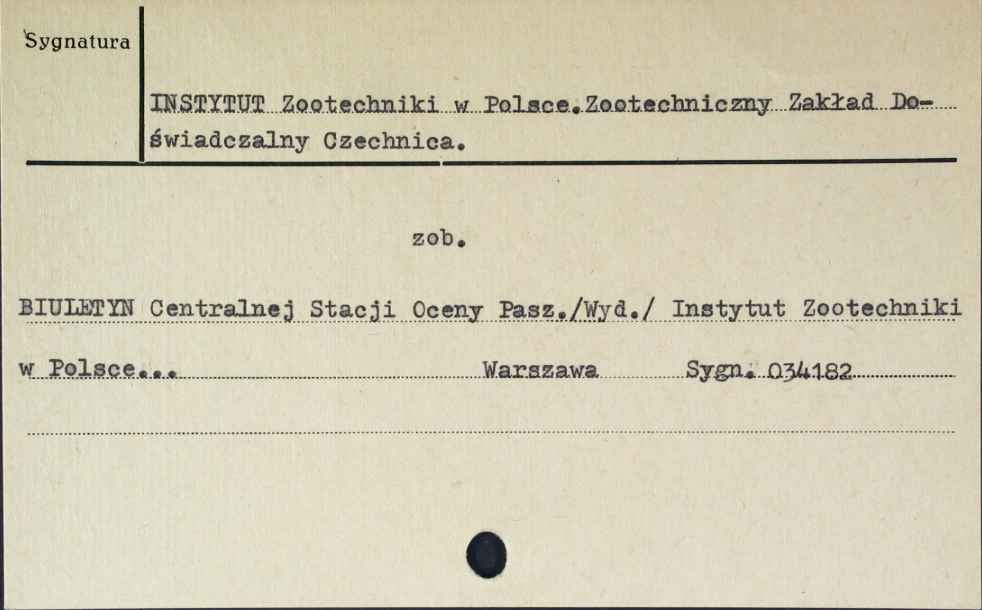 Sygnatura
INSTYTUT Zootechniki w Polsce.Zootechniczny Zakład Do-
świadczalny Czechnica.
zob.
BIULETYN Centralnej Stacji Oceny Pasz./Wyd./ Instytut Zootechniki
w Polsce... Warszawa Sygn. 034182